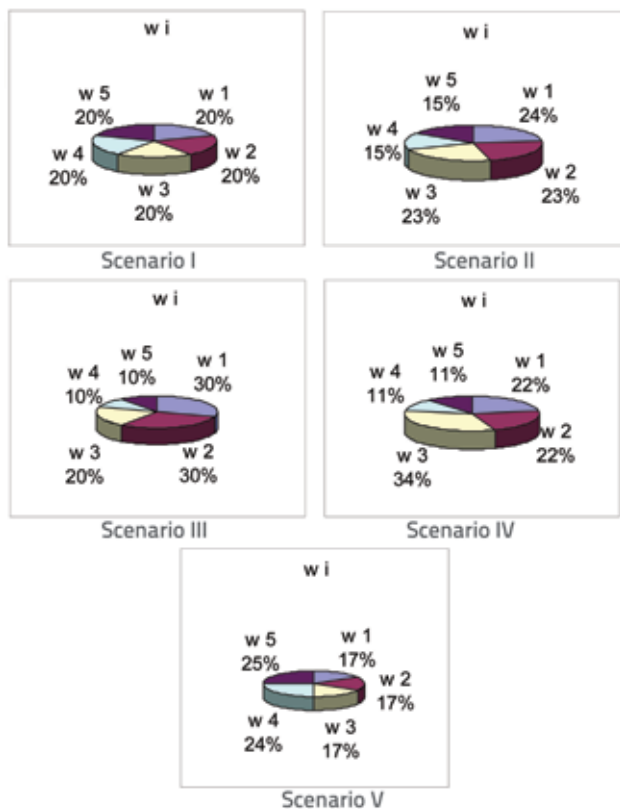 w i
w 5
20%
w 1
20%
w 4
20%
w 2
20%
w 3
20%
Scenario I
w i
w 5
15%
w 1
24%
w 4
15%
w 3
23%
w 2
23%
Scenario II
w i
w 5
10%
w 1
30%
w 4
10%
w 3
20%
w 2
30%
Scenario III
w i
w 5
11%
w 1
22%
w 4
11%
w 2
22%
w 3
34%
Scenario IV
w i
w 5
25%
w 1
17%
w 2
17%
w 4
24%
w 3
17%
Scenario V